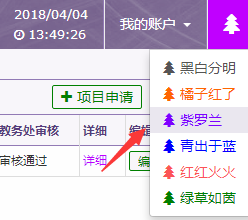 2018/04/04
13:49:26
我的账户
黑白分明
橘子红了
紫罗兰
青出于蓝
红红火火
绿草如茵
项目申请
教务处审核 详细
审核通过 详细